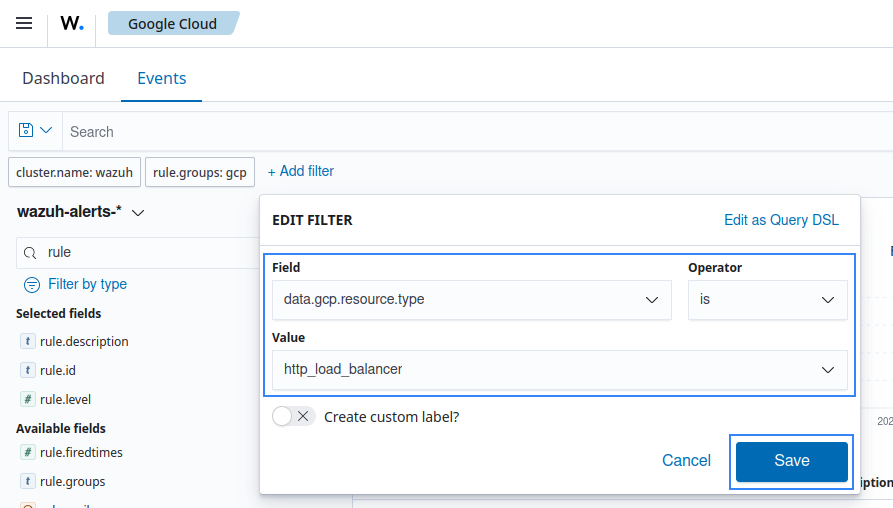 W.
Google Cloud
Dashboard
Events
Search
cluster.name: wazuh
rule.groups: gcp
+ Add filter
wazuh-alerts-*
rule
Filter by type
Selected fields
t rule.description
t rule.id
# rule.level
Available fields
# rule.firedtimes
t rule.groups
EDIT FILTER
Edit as Query DSL
Field
Operator
data.gcp.resource.type
is
Value
http_load_balancer
Create custom label?
Cancel
Save